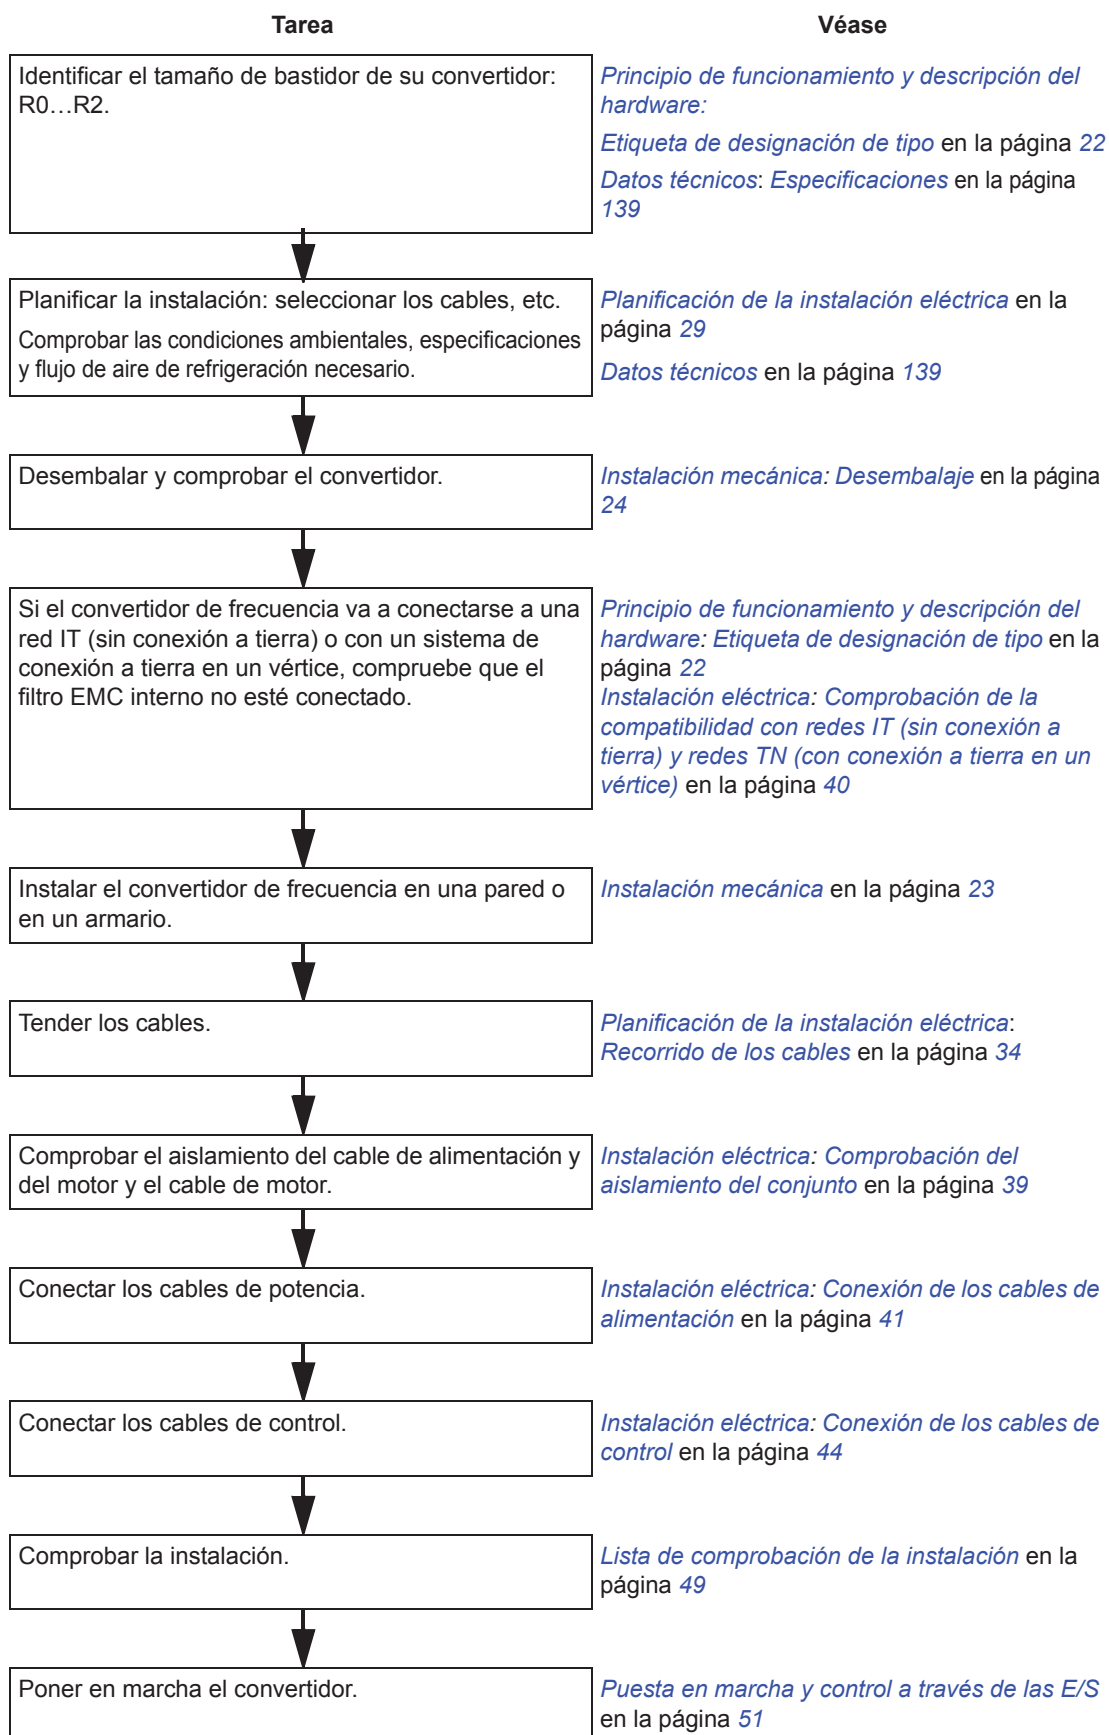 Tarea
Véase
Identificar el tamaño de bastidor de su convertidor:
R0…R2.
Principio de funcionamiento y descripción del
hardware:
Etiqueta de designación de tipo en la página 22
Datos técnicos: Especificaciones en la página
139
Planificar la instalación: seleccionar los cables, etc.
Comprobar las condiciones ambientales, especificaciones
y flujo de aire de refrigeración necesario.
Planificación de la instalación eléctrica en la
página 29
Datos técnicos en la página 139
Desembalar y comprobar el convertidor.
Instalación mecánica: Desembalaje en la página
24
Si el convertidor de frecuencia va a conectarse a una
red IT (sin conexión a tierra) o con un sistema de
conexión a tierra en un vértice, compruebe que el
filtro EMC interno no esté conectado.
Principio de funcionamiento y descripción del
hardware: Etiqueta de designación de tipo en la
página 22
Instalación eléctrica: Comprobación de la
compatibilidad con redes IT (sin conexión a
tierra) y redes TN (con conexión a tierra en un
vértice) en la página 40
Instalar el convertidor de frecuencia en una pared o
en un armario.
Instalación mecánica en la página 23
Tender los cables.
Planificación de la instalación eléctrica:
Recorrido de los cables en la página 34
Comprobar el aislamiento del cable de alimentación y
del motor y el cable de motor.
Instalación eléctrica: Comprobación del
aislamiento del conjunto en la página 39
Conectar los cables de potencia.
Instalación eléctrica: Conexión de los cables de
alimentación en la página 41
Conectar los cables de control.
Instalación eléctrica: Conexión de los cables de
control en la página 44
Comprobar la instalación.
Lista de comprobación de la instalación en la
página 49
Poner en marcha el convertidor.
Puesta en marcha y control a través de las E/S
en la página 51